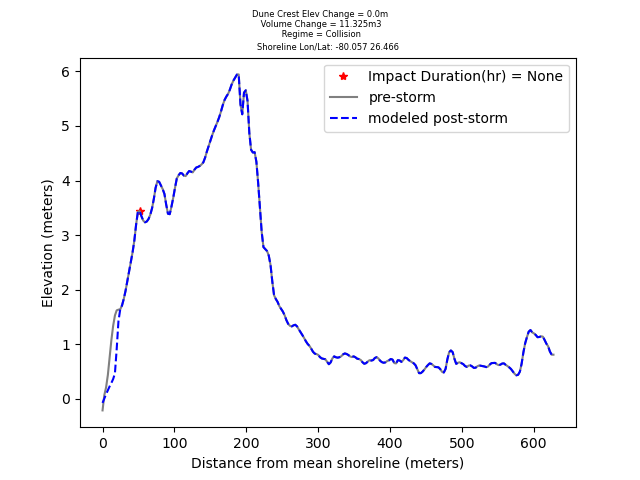 Dune Crest Elev Change = 0.0m
Volume Change = 11.325m3
Regime = Collision
Shoreline Lon/Lat: -80.057 26.466
Impact Duration(hr) = None
pre-storm
modeled post-storm
Elevation (meters)
6
5
4
3
2
1
0
0 100 200 300 400 500 600
Distance from mean shoreline (meters)